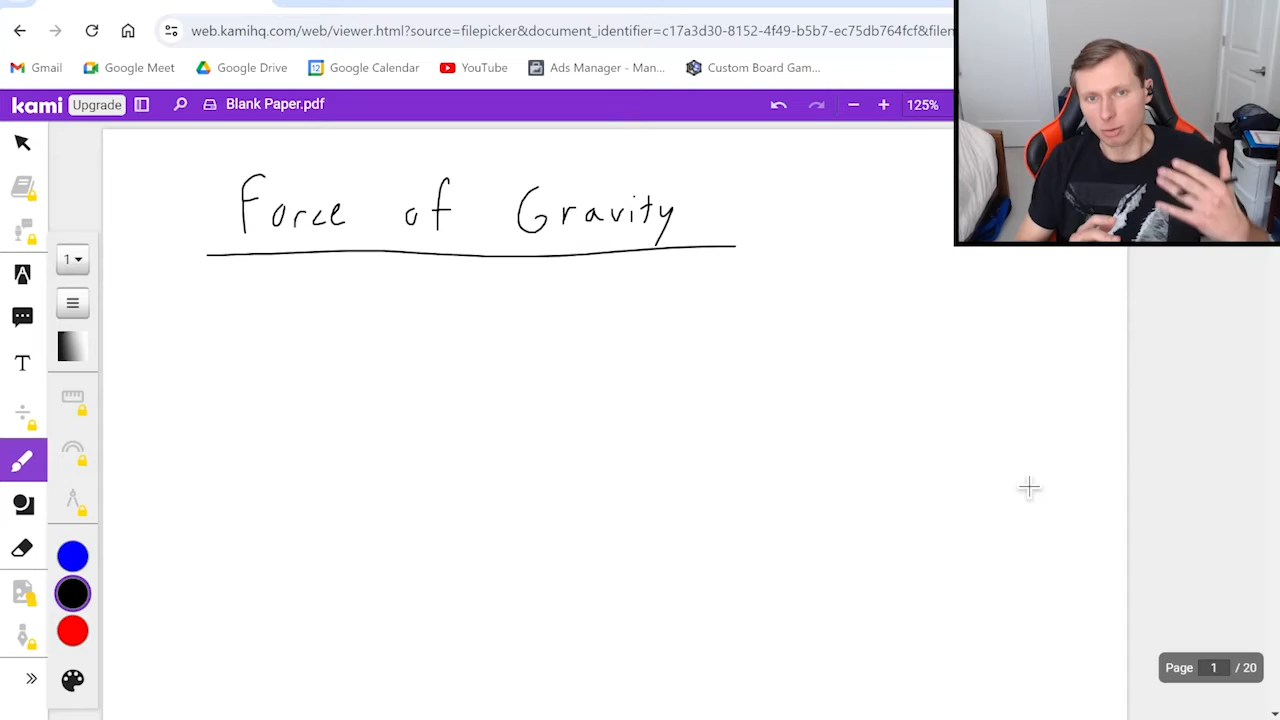 web.kamihq.com/web/viewer.html?source=filepicker&document_identifier=c17a3d30-8152-4f49-b5b7-ec75db764fcf&filen
Gmail Google Meet Google Drive Google Calendar YouTube Ads Manager - Man... Custom Board Gam...
kami Upgrade Blank Paper.pdf 125%
Force of Gravity
1
A
T
12
Page 1 / 20